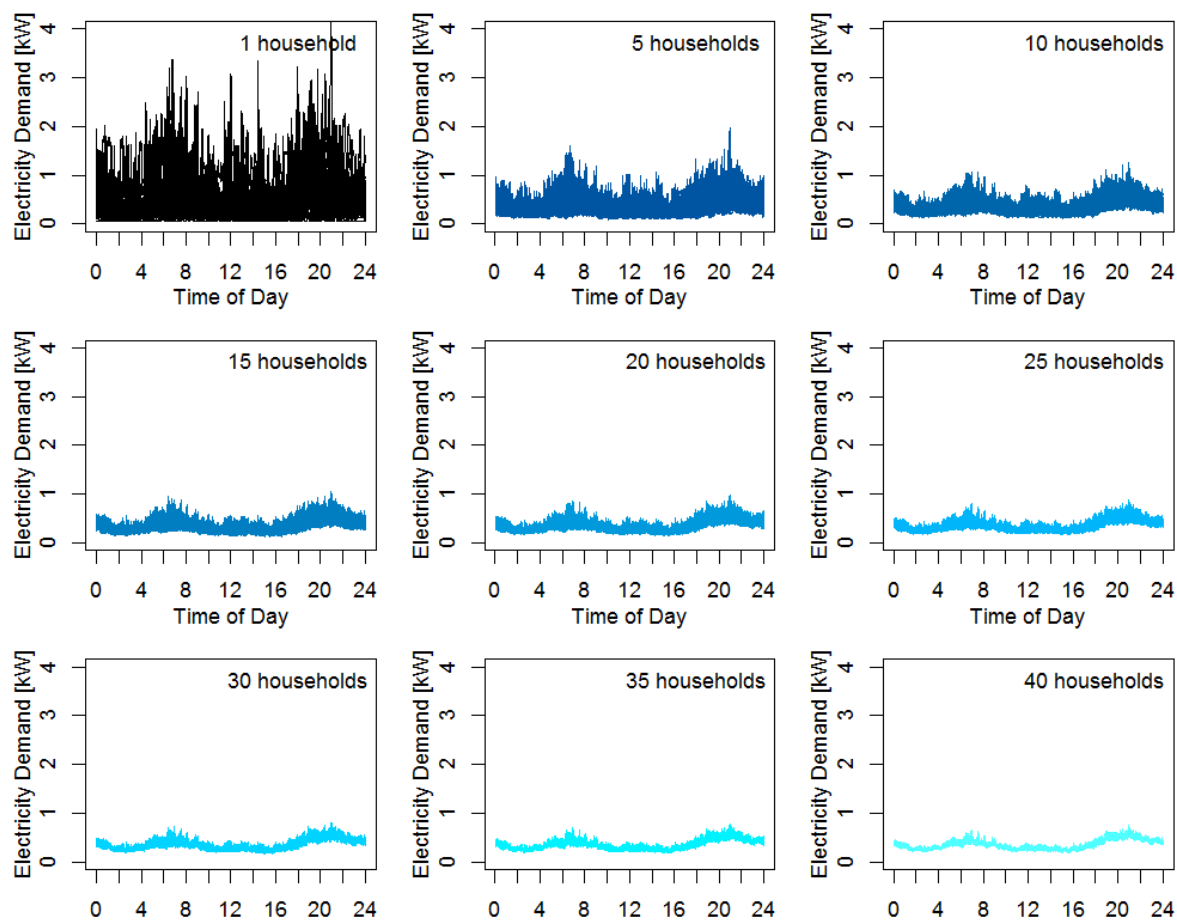 Electricity Demand [kW]
4
3
2
1
0
1 household
0 4 8 12 16 20 24
Time of Day
Electricity Demand [kW]
4
3
2
1
0
5 households
0 4 8 12 16 20 24
Time of Day
Electricity Demand [kW]
4
3
2
1
0
10 households
0 4 8 12 16 20 24
Time of Day
Electricity Demand [kW]
4
3
2
1
0
15 households
0 4 8 12 16 20 24
Time of Day
Electricity Demand [kW]
4
3
2
1
0
20 households
0 4 8 12 16 20 24
Time of Day
Electricity Demand [kW]
4
3
2
1
0
25 households
0 4 8 12 16 20 24
Time of Day
Electricity Demand [kW]
4
3
2
1
0
30 households
0 4 8 12 16 20 24
Electricity Demand [kW]
4
3
2
1
0
35 households
0 4 8 12 16 20 24
Electricity Demand [kW]
4
3
2
1
0
40 households
0 4 8 12 16 20 24